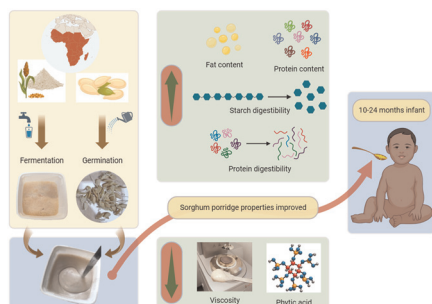 Fat content
Protein content
Starch digestibility
Protein digestibility
10-24 months infant
Fermentation
Germination
Sorghum porridge properties improved
Viscosity
Phytic acid